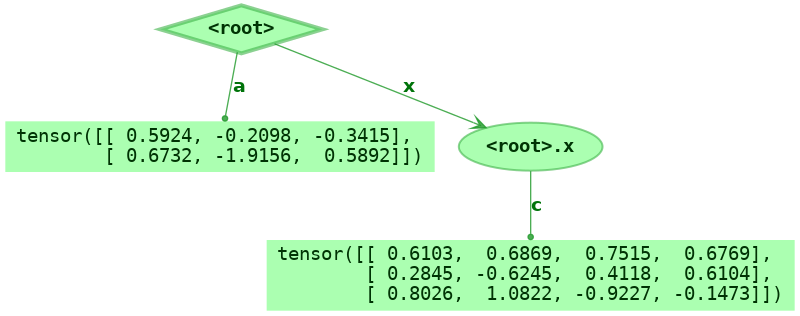 <root>
a
x
tensor([[ 0.5924, -0.2098, -0.3415],
[ 0.6732, -1.9156,  0.5892]])
<root>.x
c
tensor([[ 0.6103,  0.6869,  0.7515,  0.6769],
[ 0.2845, -0.6245,  0.4118,  0.6104],
[ 0.8026,  1.0822, -0.9227, -0.1473]])